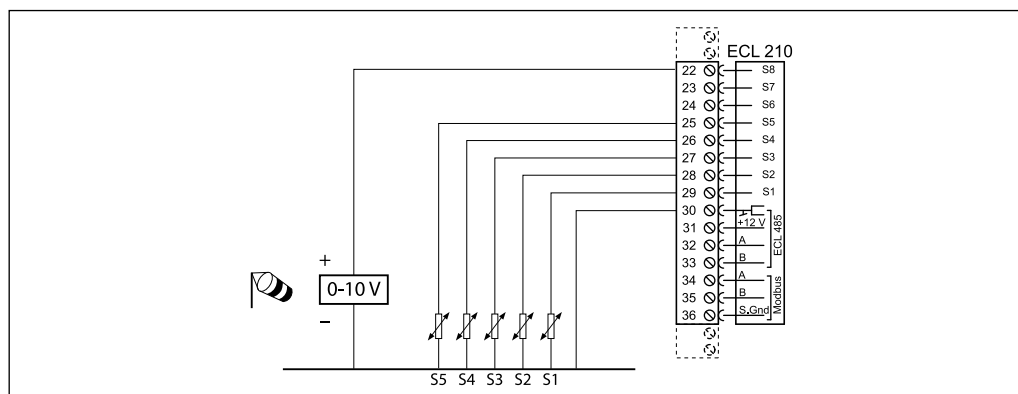 ECL 210
22 S8
23 S7
24 S6
25 S5
26 S4
27 S3
28 S2
29 S1
30
31 +12 V
32 A
33 B
ECL 485
34 A
35 B
36 S.Gnd
Modbus
+
0-10 V
−
S5 S4 S3 S2 S1